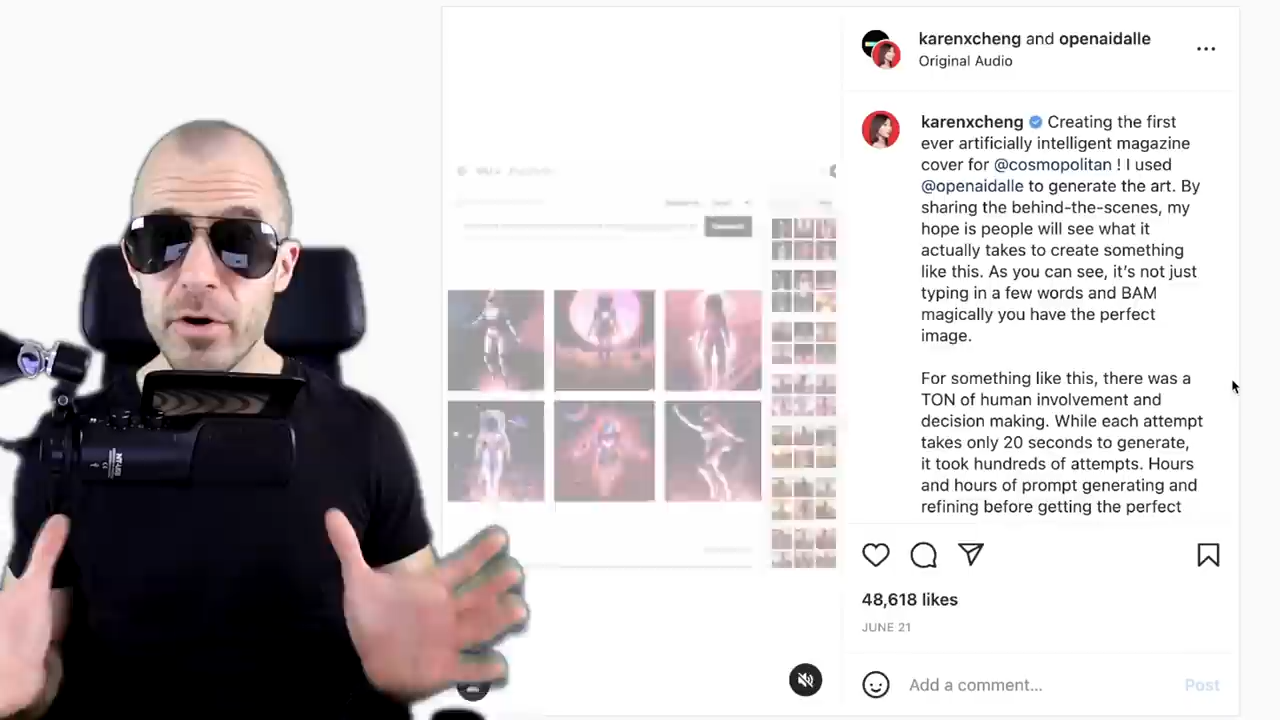 karenxcheng and openaidalle
Original Audio
karenxcheng Creating the first
ever artificially intelligent magazine
cover for @cosmopolitan ! I used
@openaidalle to generate the art. By
sharing the behind-the-scenes, my
hope is people will see what it
actually takes to create something
like this. As you can see, it's not just
typing in a few words and BAM
magically you have the perfect
image.
For something like this, there was a
TON of human involvement and
decision making. While each attempt
takes only 20 seconds to generate,
it took hundreds of attempts. Hours
and hours of prompt generating and
refining before getting the perfect
48,618 likes
JUNE 21
Add a comment...
Post